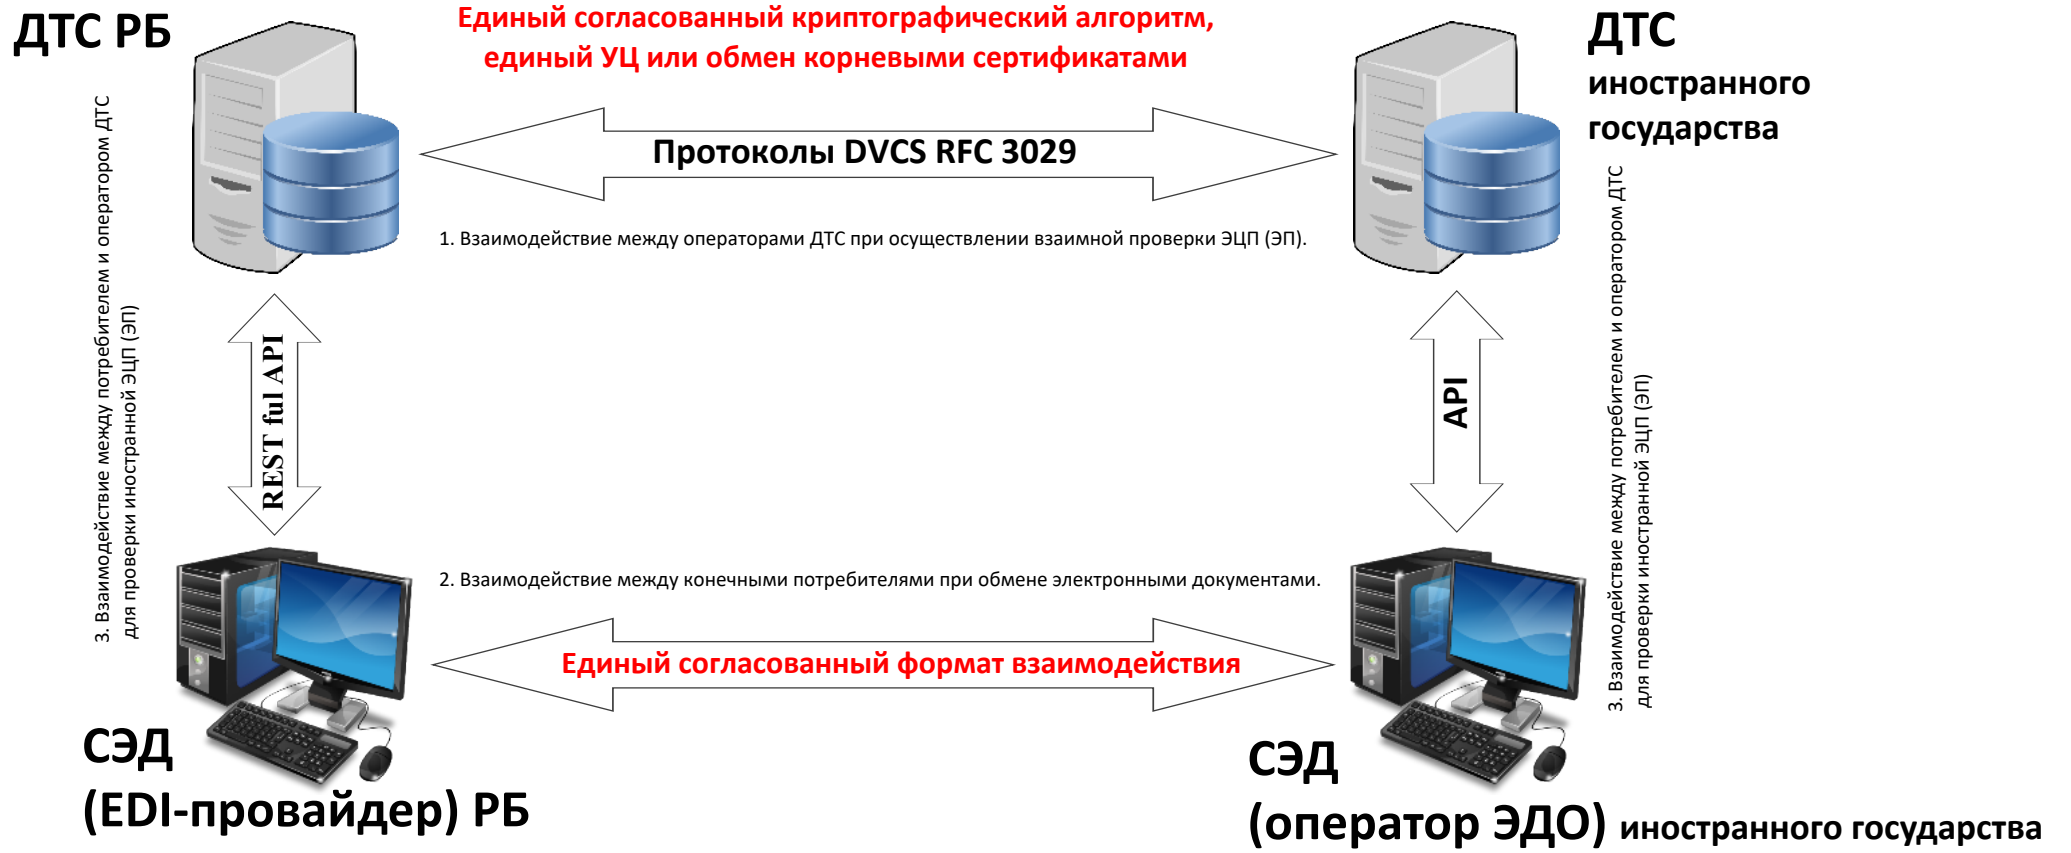 ДТС РБ
Единый согласованный криптографический алгоритм,
единый УЦ или обмен корневыми сертификатами
ДТС
иностранного
государства
Протоколы DVCS RFC 3029
1. Взаимодействие между операторами ДТС при осуществлении взаимной проверки ЭЦП (ЭП).
3. Взаимодействие между потребителем и оператором ДТС
для проверки иностранной ЭЦП (ЭП)
REST ful API
API
3. Взаимодействие между потребителем и оператором ДТС
для проверки иностранной ЭЦП (ЭП)
2. Взаимодействие между конечными потребителями при обмене электронными документами.
Единый согласованный формат взаимодействия
СЭД
(EDI-провайдер) РБ
СЭД
(оператор ЭДО) иностранного государства